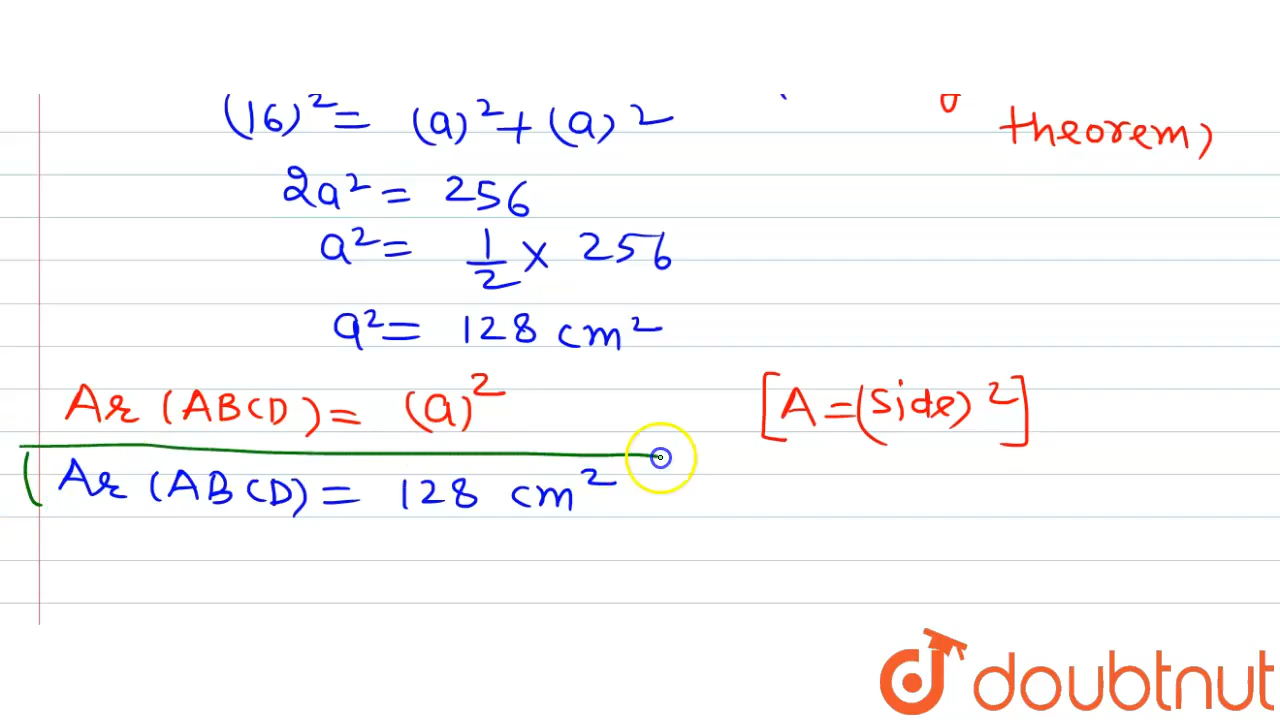 (16)² = (a)² + (a)²
theorem)
2a² = 256
a² = 1/2 × 256
a² = 128 cm²
Ar (ABCD) = (a)² [A = (Side)²]
Ar (ABCD) = 128 cm²
doubtnut